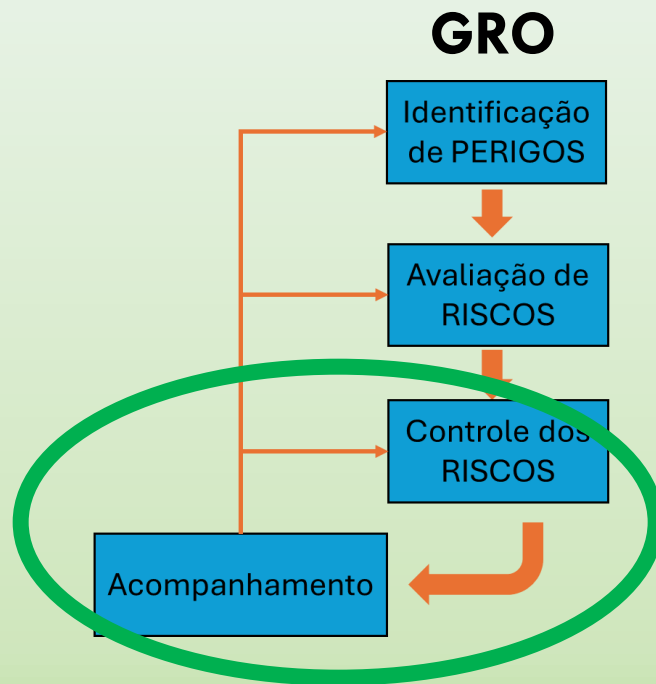 GRO
Identificação
de PERIGOS
Avaliação de
RISCOS
Controle dos
RISCOS
Acompanhamento